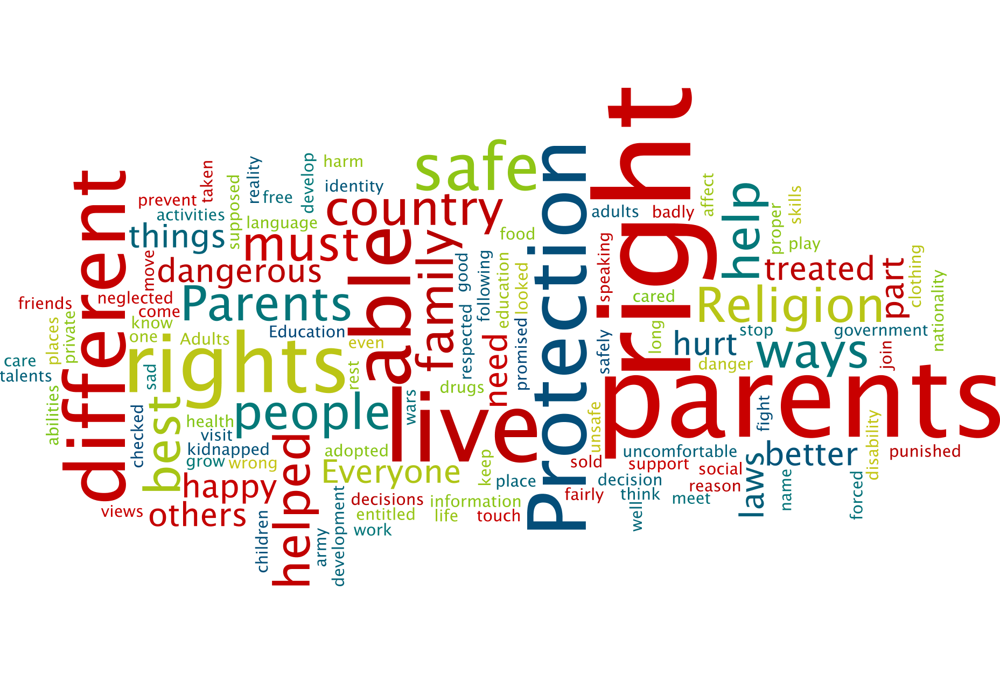 different
friends
places
private
care
talents
abilities
prevent
taken
activities
supposed
reality
free
develop
harm
identity
language
things
must
country
safe
move
dangerous
neglected
come
Parents
know
one
Adults
Education
even
rights
sad
rest
able
family
food
good
following
respected
education
looked
promised
need
drugs
wars
live
people
best
checked
health
visit
kidnapped
grow
wrong
happy
views
others
helped
children
army
development
adopted
Everyone
decisions
entitled
work
information
life
touch
keep
place
Protection
right
adults
badly
speaking
cared
safely
long
affect
help
proper
skills
play
treated
part
clothing
nationality
Religion
hurt
stop
government
danger
ways
join
parents
unsafe
fight
disability
uncomfortable
sold
support
social
decision
reason
fairly
think
meet
well
laws
better
name
forced
punished